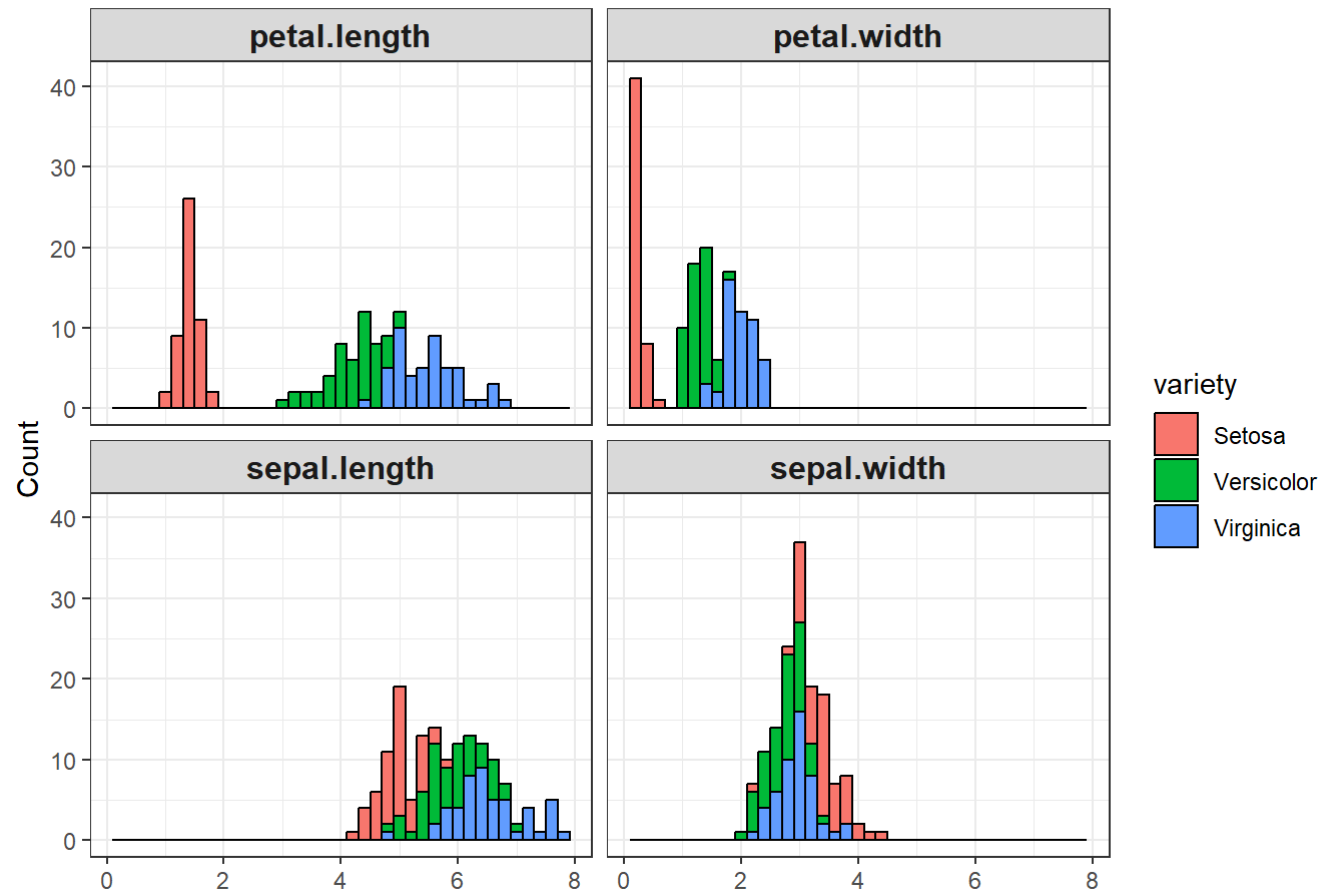 petal.length
petal.width
40
30
20
10
0
Count
sepal.length
sepal.width
40
30
20
10
0
0 2 4 6 8
0 2 4 6 8
variety
Setosa
Versicolor
Virginica